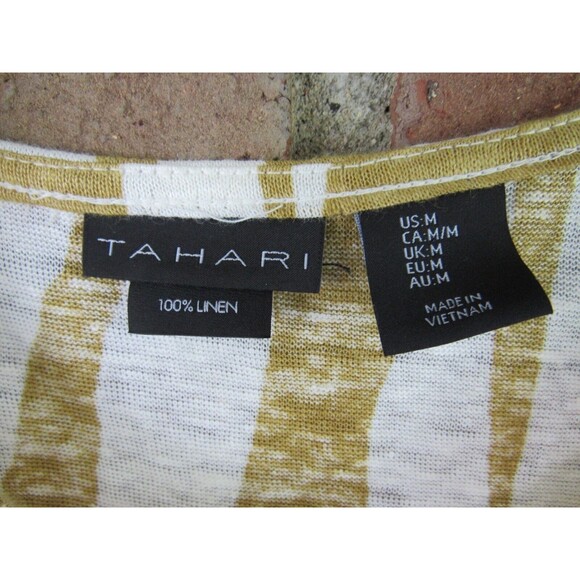 TAHARI
100% LINEN
US:M
CA:M/M
UK:M
EU:M
AU:M
MADE IN
VIETNAM